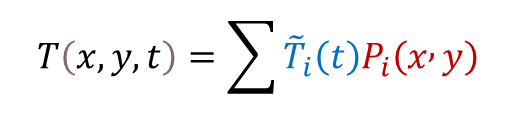 T(x,y,t) = ∑ T̃ᵢ(t)Pᵢ(x,y)